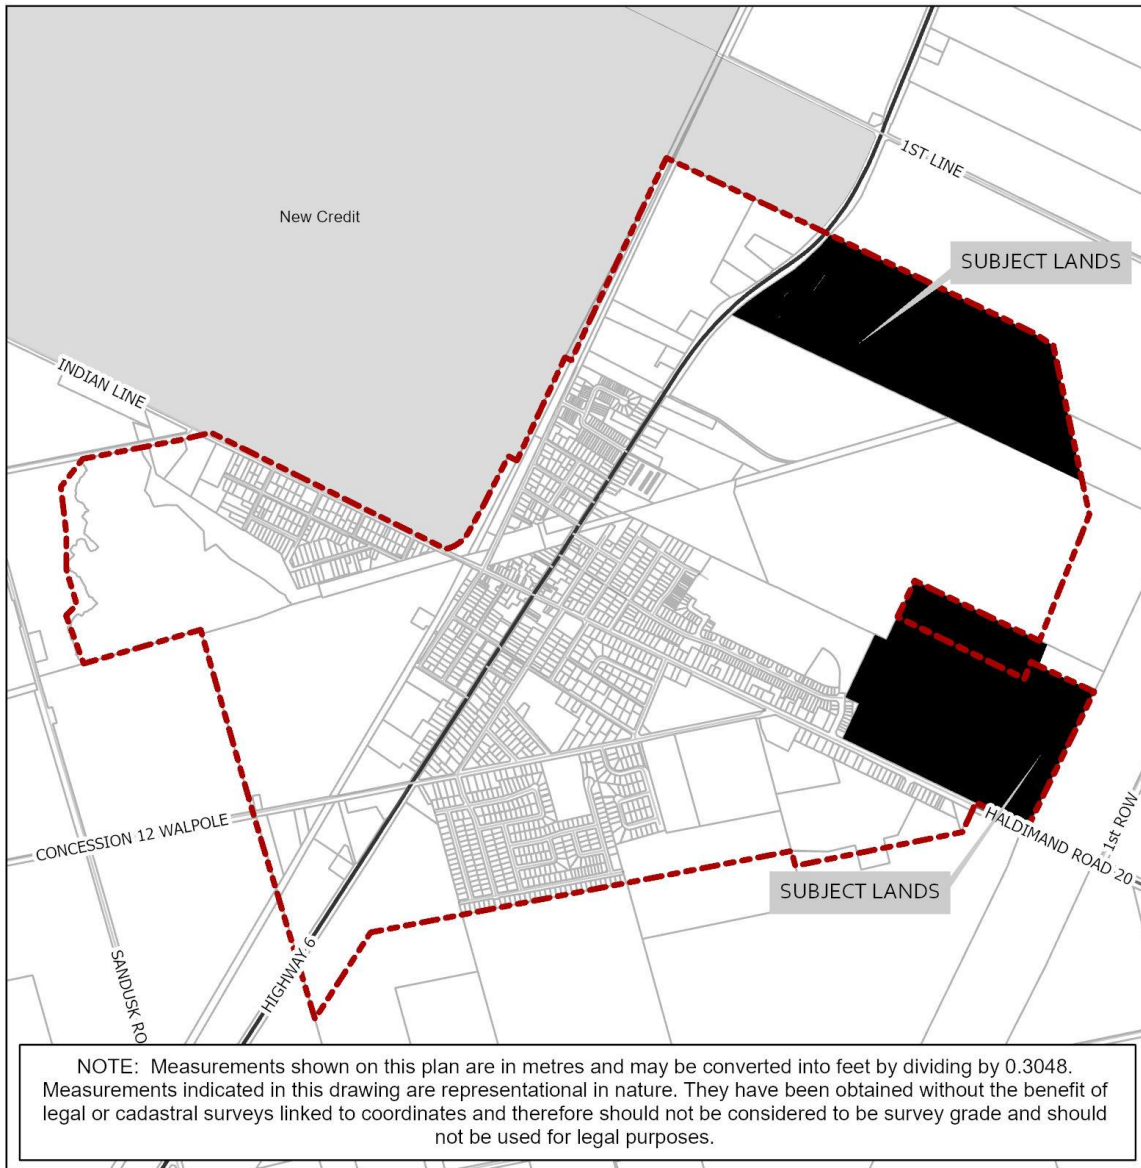 1ST LINE
New Credit
SUBJECT LANDS
INDIAN LINE
CONCESSION 12 WALPOLE
1st ROW
HALDIMAND ROAD 20
SUBJECT LANDS
HIGHWAY 6
SANDUSK RO
NOTE: Measurements shown on this plan are in metres and may be converted into feet by dividing by 0.3048.
Measurements indicated in this drawing are representational in nature. They have been obtained without the benefit of
legal or cadastral surveys linked to coordinates and therefore should not be considered to be survey grade and should
not be used for legal purposes.